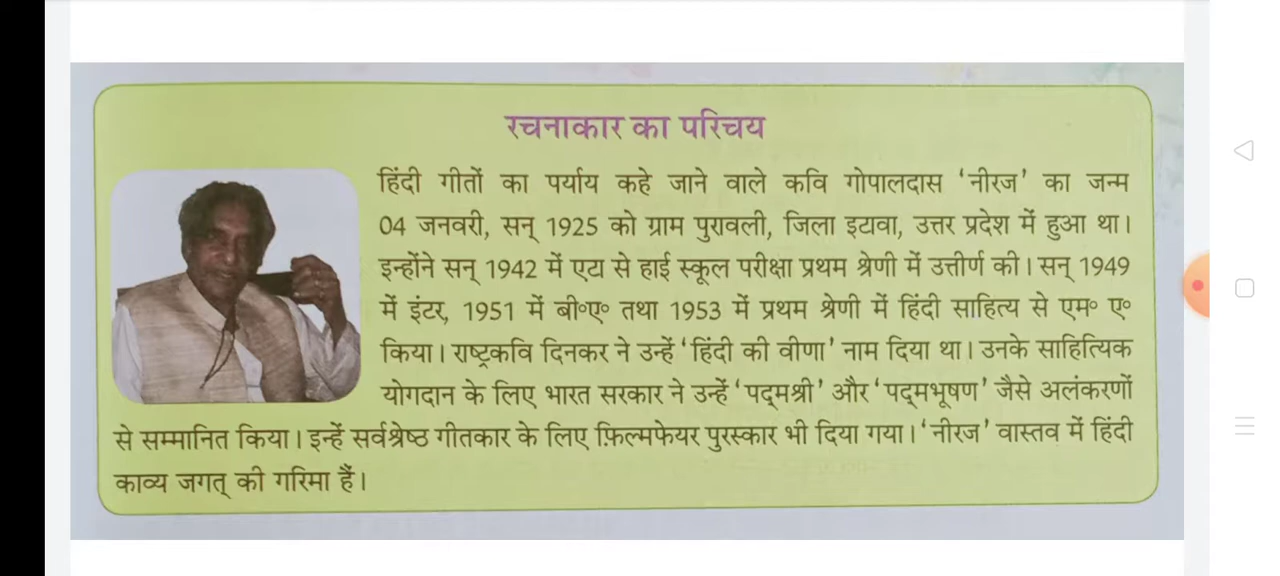 रचनाकार का परिचय
हिंदी गीतों का पर्याय कहे जाने वाले कवि गोपालदास ‘नीरज’ का जन्म
04 जनवरी, सन् 1925 को ग्राम पुरावली, जिला इटावा, उत्तर प्रदेश में हुआ था।
इन्होंने सन् 1942 में एटा से हाई स्कूल परीक्षा प्रथम श्रेणी में उत्तीर्ण की। सन् 1949
में इंटर, 1951 में बी॰ए॰ तथा 1953 में प्रथम श्रेणी में हिंदी साहित्य से एम॰ ए॰
किया। राष्ट्रकवि दिनकर ने उन्हें ‘हिंदी की वीणा’ नाम दिया था। उनके साहित्यिक
योगदान के लिए भारत सरकार ने उन्हें ‘पद्मश्री’ और ‘पद्मभूषण’ जैसे अलंकरणों
से सम्मानित किया। इन्हें सर्वश्रेष्ठ गीतकार के लिए फ़िल्मफेयर पुरस्कार भी दिया गया। ‘नीरज’ वास्तव में हिंदी
काव्य जगत् की गरिमा हैं।